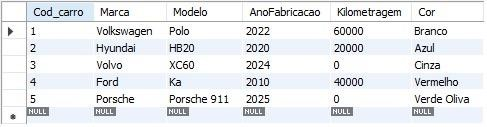 Cod_carro Marca Modelo AnoFabricacao Kilometragem Cor
1 Volkswagen Polo 2022 60000 Branco
2 Hyundai HB20 2020 20000 Azul
3 Volvo XC60 2024 0 Cinza
4 Ford Ka 2010 40000 Vermelho
5 Porsche Porsche 911 2025 0 Verde Oliva
NULL NULL NULL NULL NULL NULL